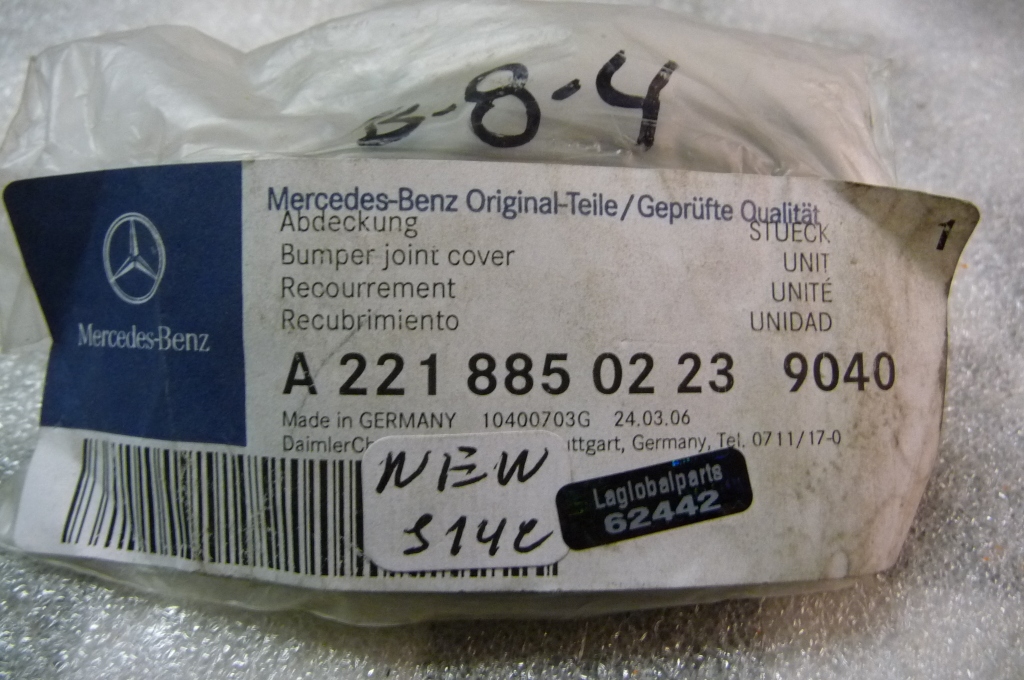 B-8-4
Mercedes-Benz Original-Teile/Geprüfte Qualität
Abdeckung STUECK 1
Bumper joint cover UNIT
Recourrement UNITÉ
Recubrimiento UNIDAD
Mercedes-Benz
A 221 885 02 23 9040
Made in GERMANY 10400703G 24.03.06
DaimlerCh ttgart, Germany, Tel. 0711/17-0
NEW
Laglobalparts
62442